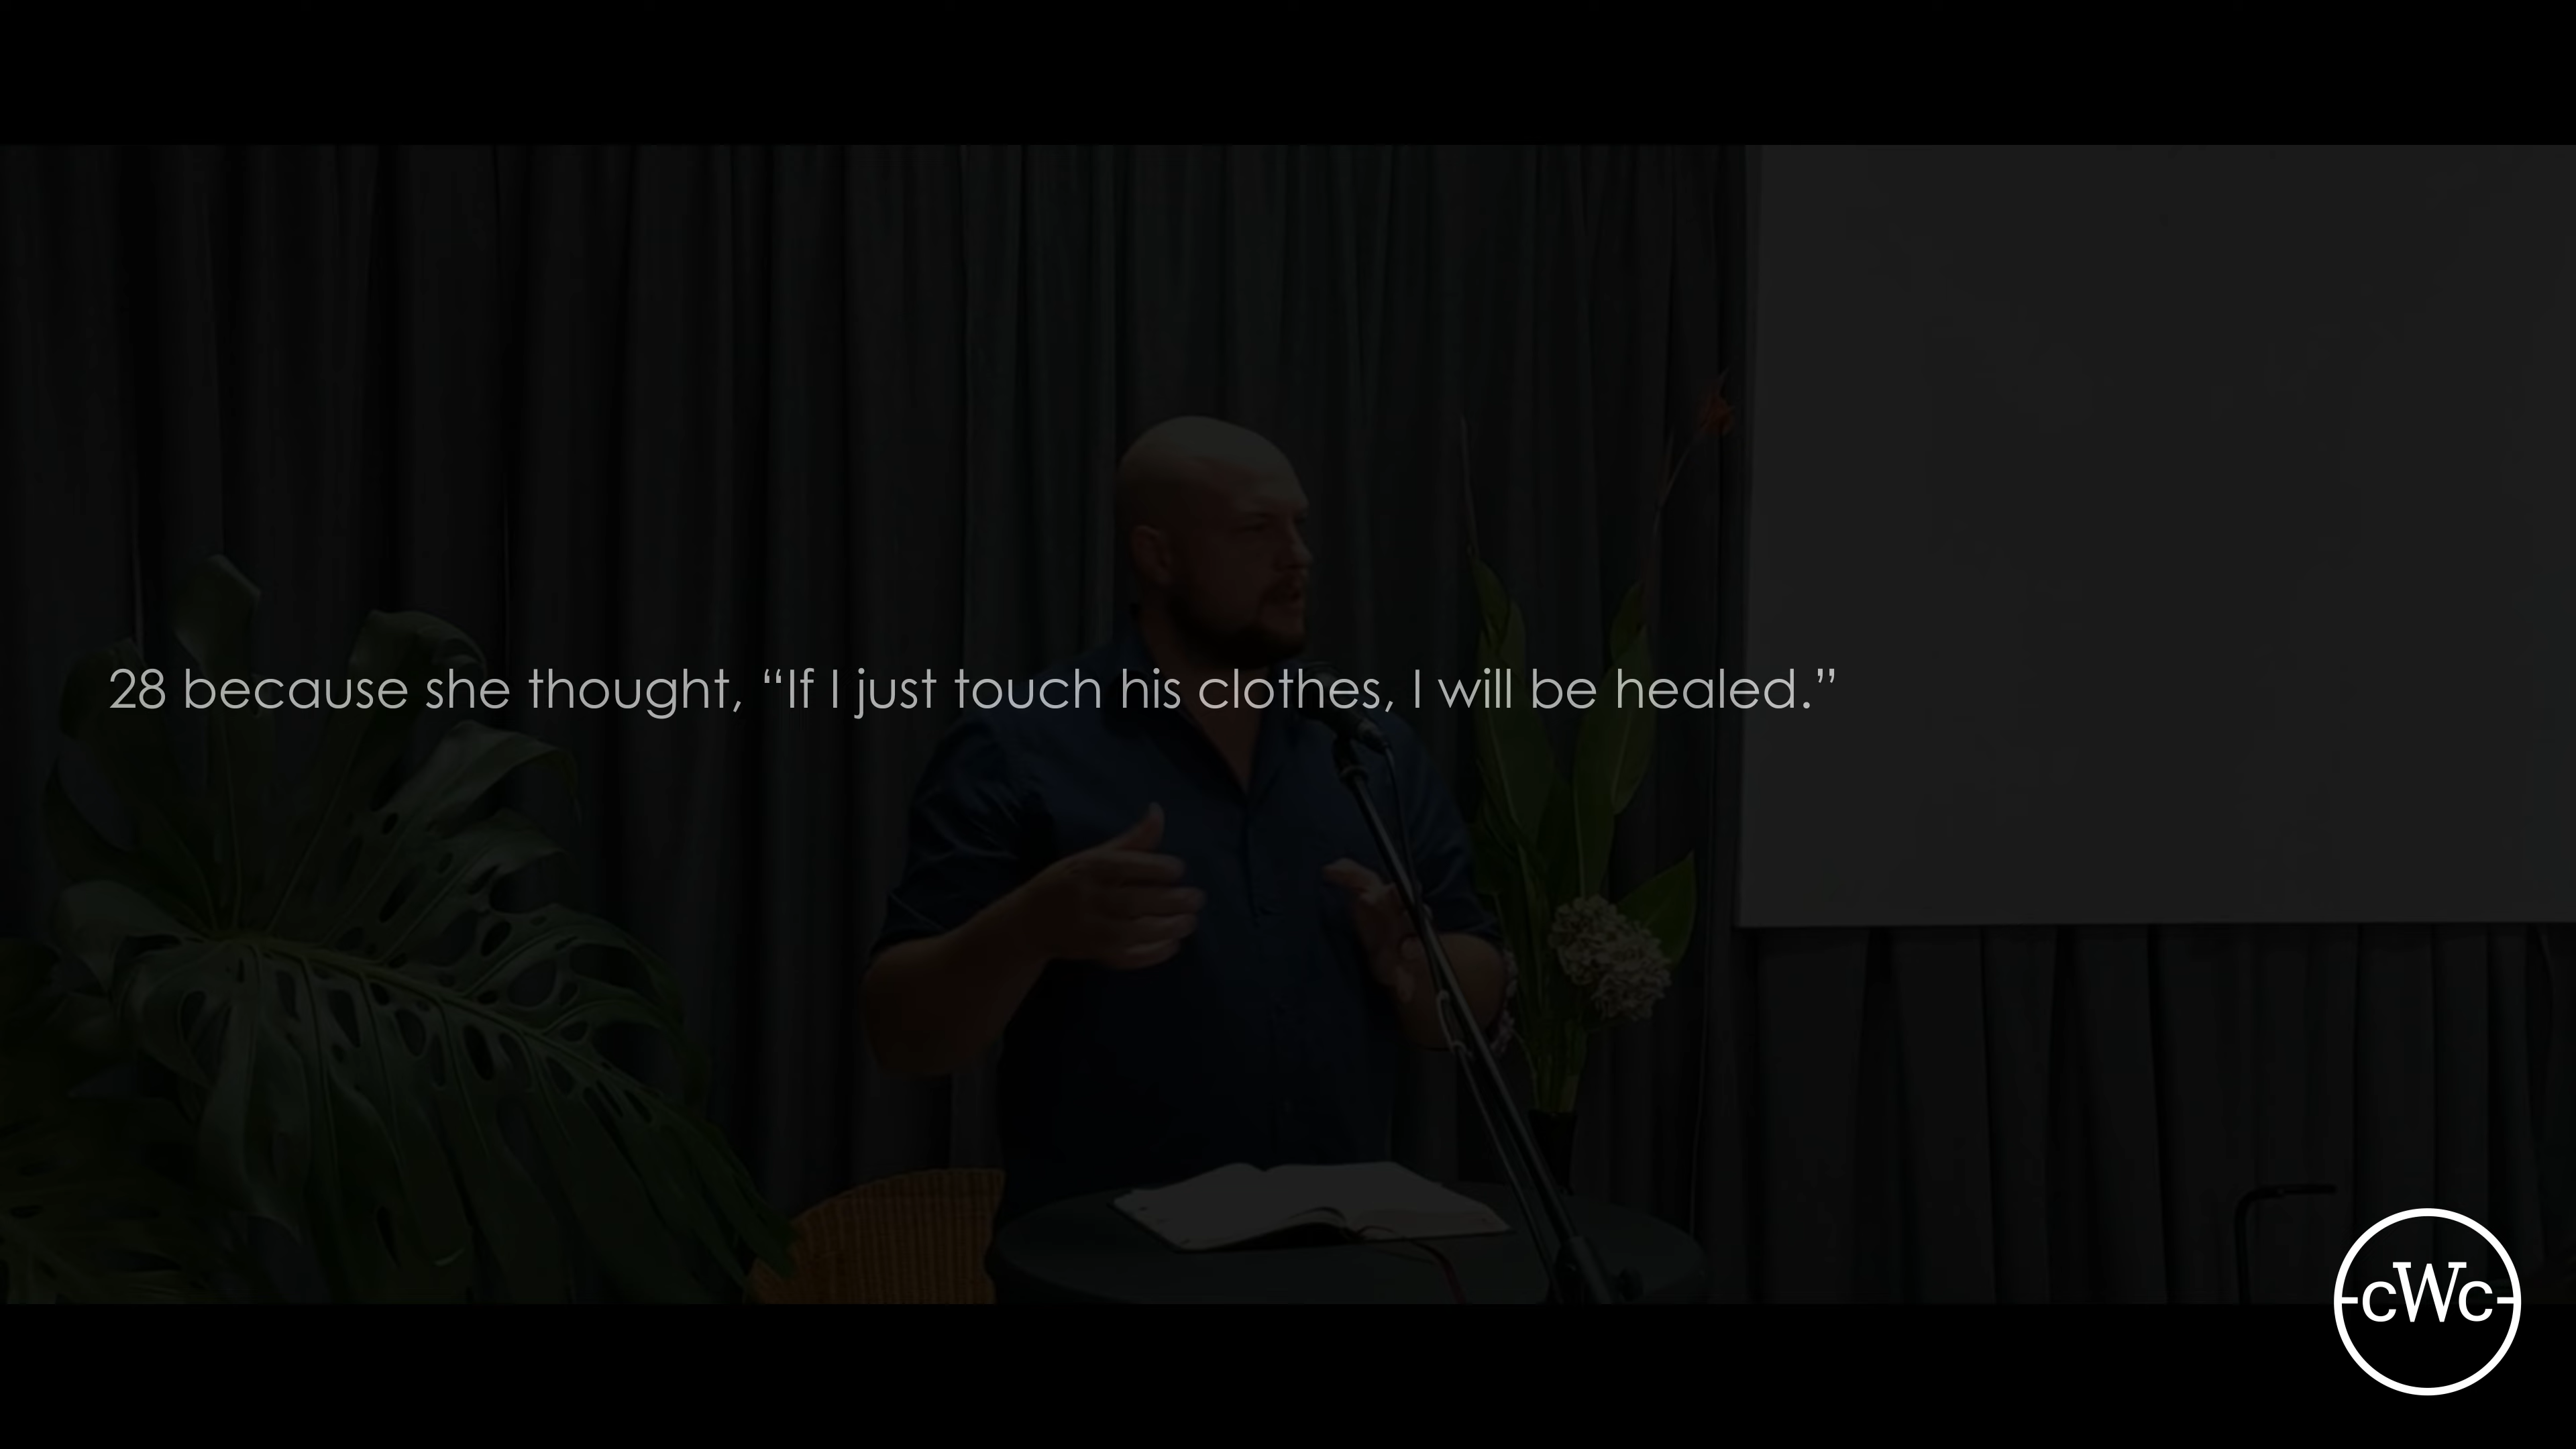 28 because she thought, “If I just touch his clothes, I will be healed.”
cWc